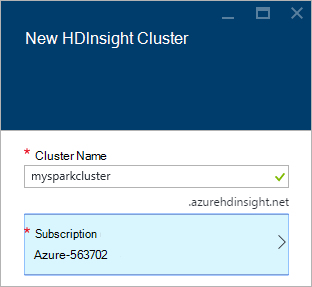 New HDInsight Cluster
* Cluster Name
mysparkcluster
.azurehdinsight.net
* Subscription
Azure-563702